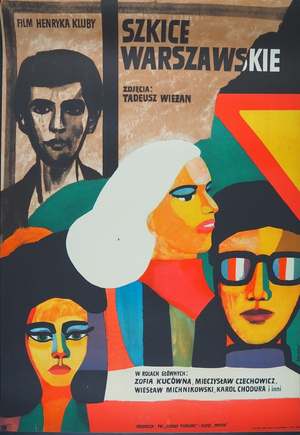 FILM HENRYKA KLUBY
SZKICE
WARSZAWSKIE
ZDJĘCIA:
TADEUSZ WIEŻAN
W ROLACH GŁÓWNYCH:
ZOFIA KUCÓWNA, MIECZYSŁAW CZECHOWICZ,
WIESŁAW MICHNIKOWSKI, KAROL CHODURA i inni